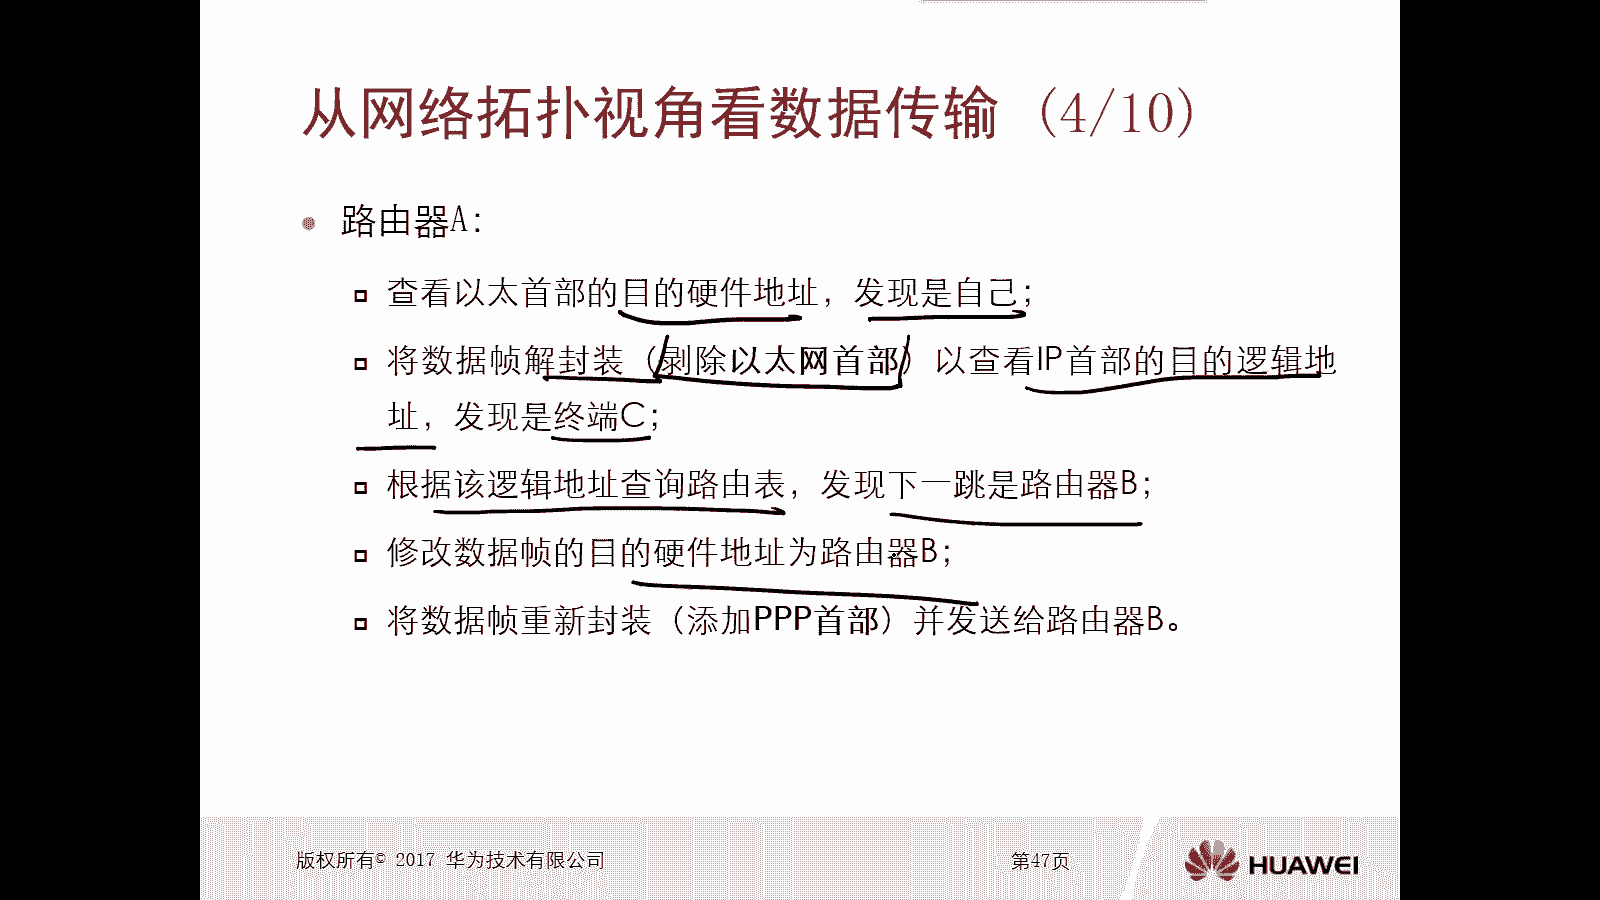 从网络拓扑视角看数据传输 (4/10)
路由器A:
查看以太首部的目的硬件地址，发现是自己;
将数据帧解封装（剥除以太网首部）以查看IP首部的目的逻辑地
址，发现是终端C;
根据该逻辑地址查询路由表，发现下一跳是路由器B;
修改数据帧的目的硬件地址为路由器B;
将数据帧重新封装（添加PPP首部）并发送给路由器B。
版权所有© 2017 华为技术有限公司
第47页
HUAWEI